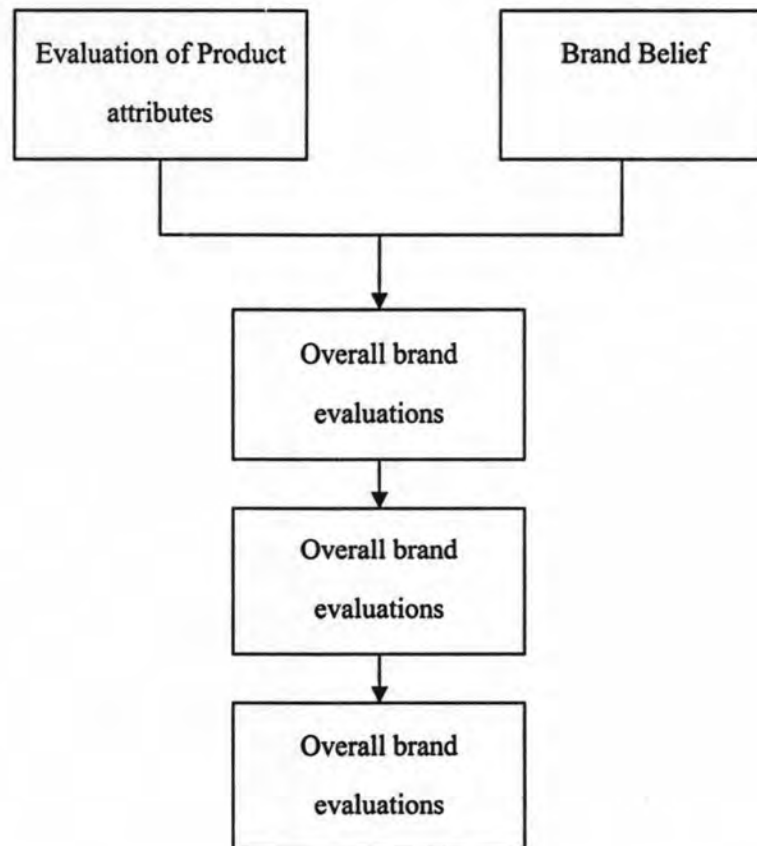 Evaluation of Product
attributes
Brand Belief
Overall brand
evaluations
Overall brand
evaluations
Overall brand
evaluations